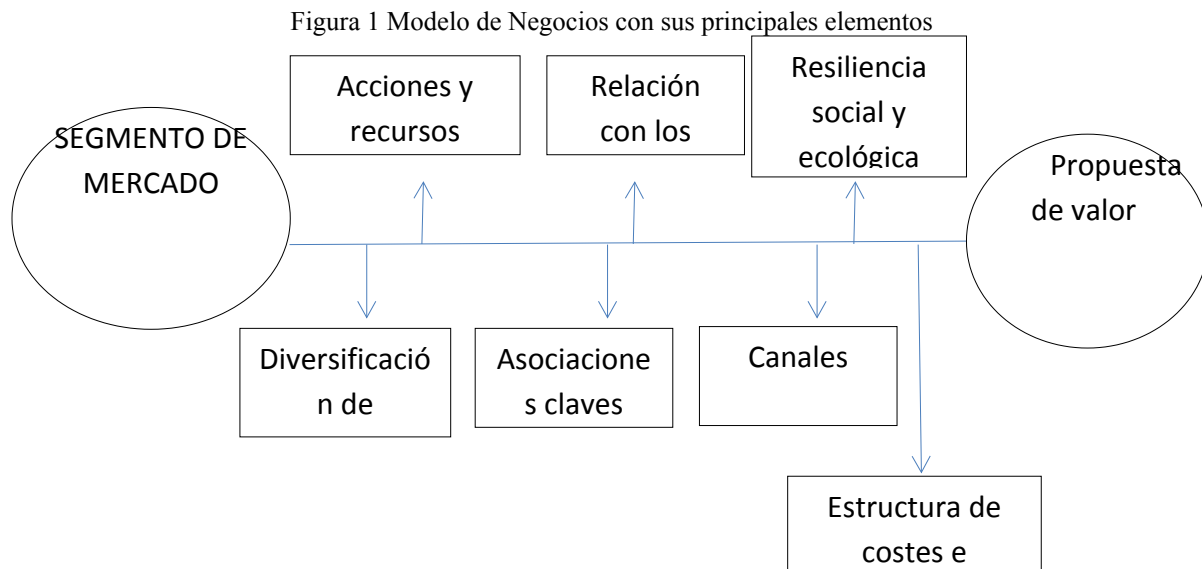 Figura 1 Modelo de Negocios con sus principales elementos
SEGMENTO DE
MERCADO
Acciones y
recursos
Relación
con los
Resiliencia
social y
ecológica
Propuesta
de valor
Diversificació
n de
Asociacione
s claves
Canales
Estructura de
costes e